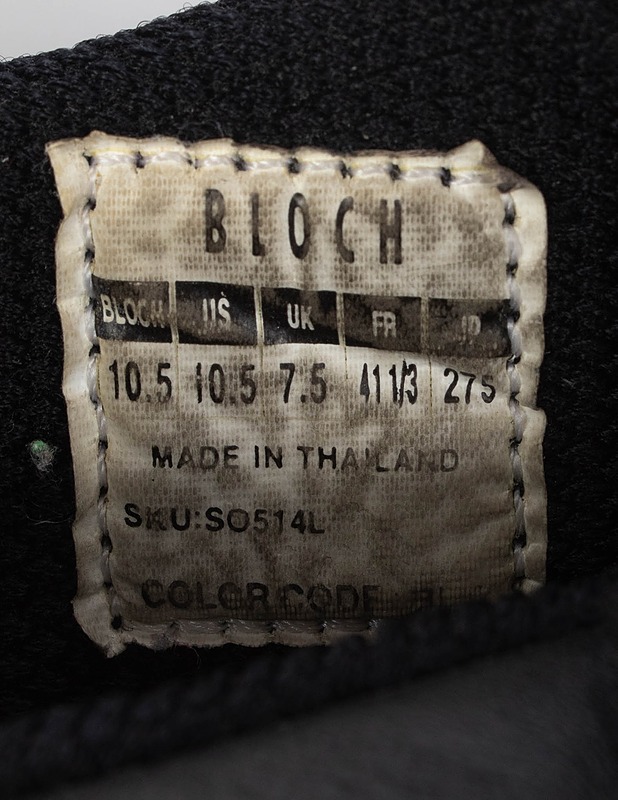 BLOCH
BLOCH US UK FR JP
10.5 10.5 7.5 41 1/3 275
MADE IN THAILAND
SKU:SO514L
COLOR CODE